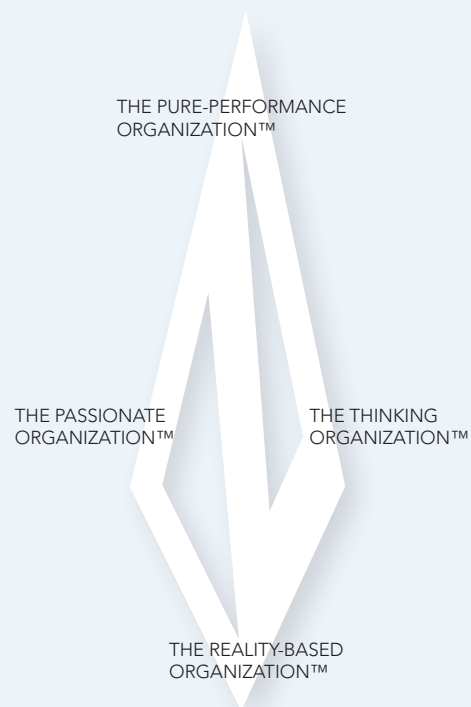 THE PURE-PERFORMANCE
ORGANIZATION™
THE PASSIONATE
ORGANIZATION™
THE THINKING
ORGANIZATION™
THE REALITY-BASED
ORGANIZATION™